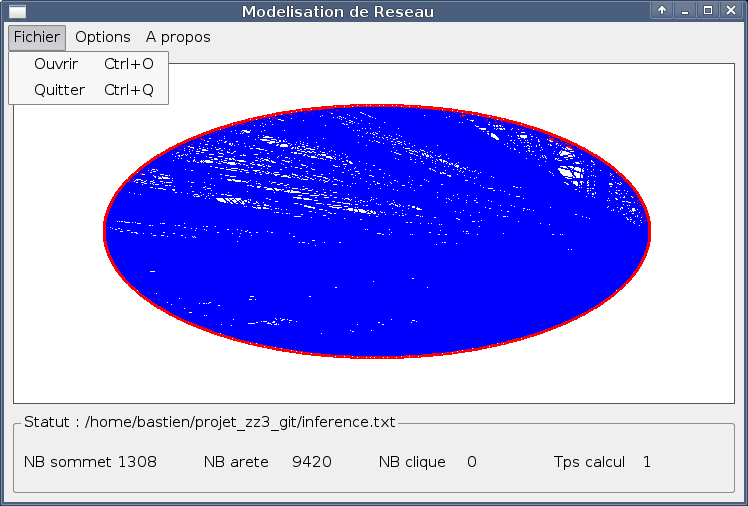 Modelisation de Reseau
Fichier Options A propos
Ouvrir Ctrl+O
Quitter Ctrl+Q
Statut : /home/bastien/projet_zz3_git/inference.txt
NB sommet 1308 NB arete 9420 NB clique 0 Tps calcul 1